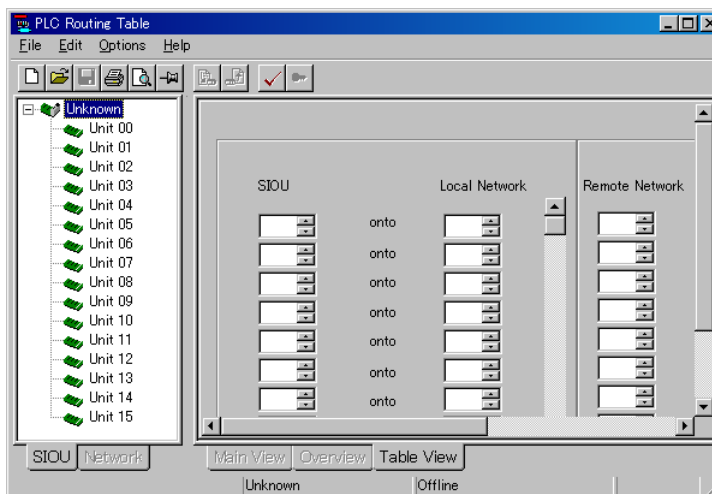 PLC Routing Table
File Edit Options Help
Unknown
Unit 00
Unit 01
Unit 02
Unit 03
Unit 04
Unit 05
Unit 06
Unit 07
Unit 08
Unit 09
Unit 10
Unit 11
Unit 12
Unit 13
Unit 14
Unit 15
SIOU Network
SIOU Local Network Remote Network
onto
onto
onto
onto
onto
onto
onto
Main View Overview Table View
Unknown Offline